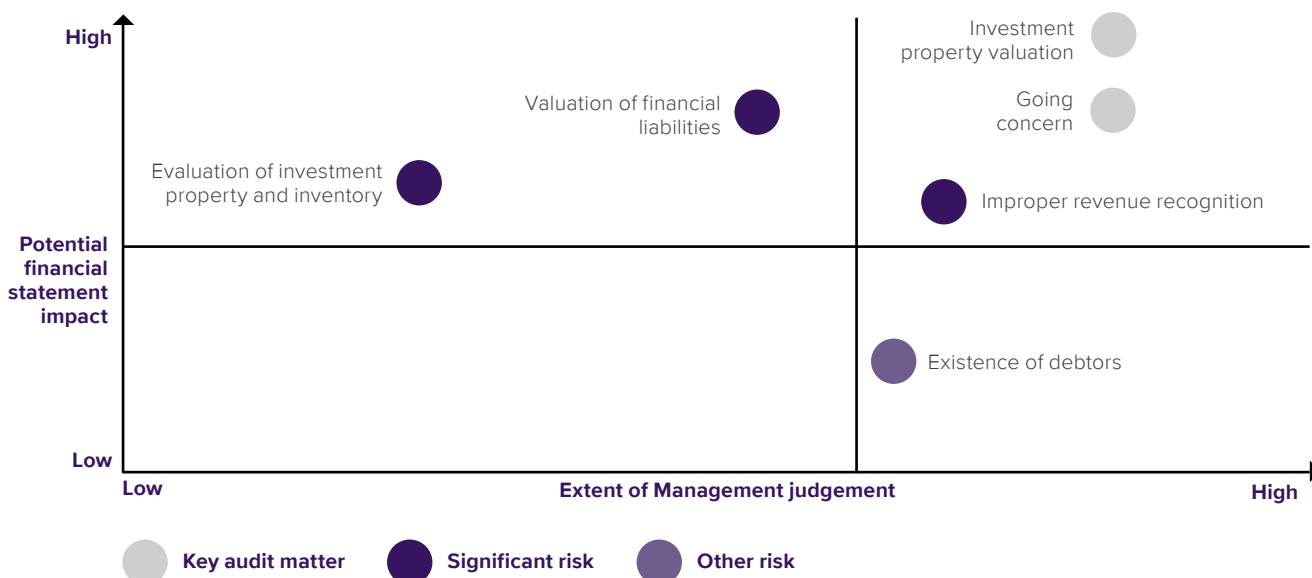 High
Investment
property valuation
Valuation of financial
liabilities
Going
concern
Evaluation of investment
property and inventory
Improper revenue recognition
Potential
financial
statement
impact
Existence of debtors
Low
Low
Extent of Management judgement
High
Key audit matter
Significant risk
Other risk